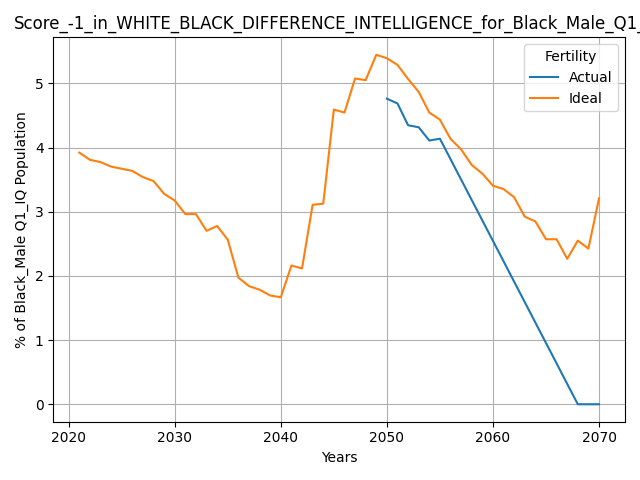 Score_-1_in_WHITE_BLACK_DIFFERENCE_INTELLIGENCE_for_Black_Male_Q1_
Fertility
Actual
Ideal
% of Black_Male Q1_IQ Population
5
4
3
2
1
0
2020 2030 2040 2050 2060 2070
Years